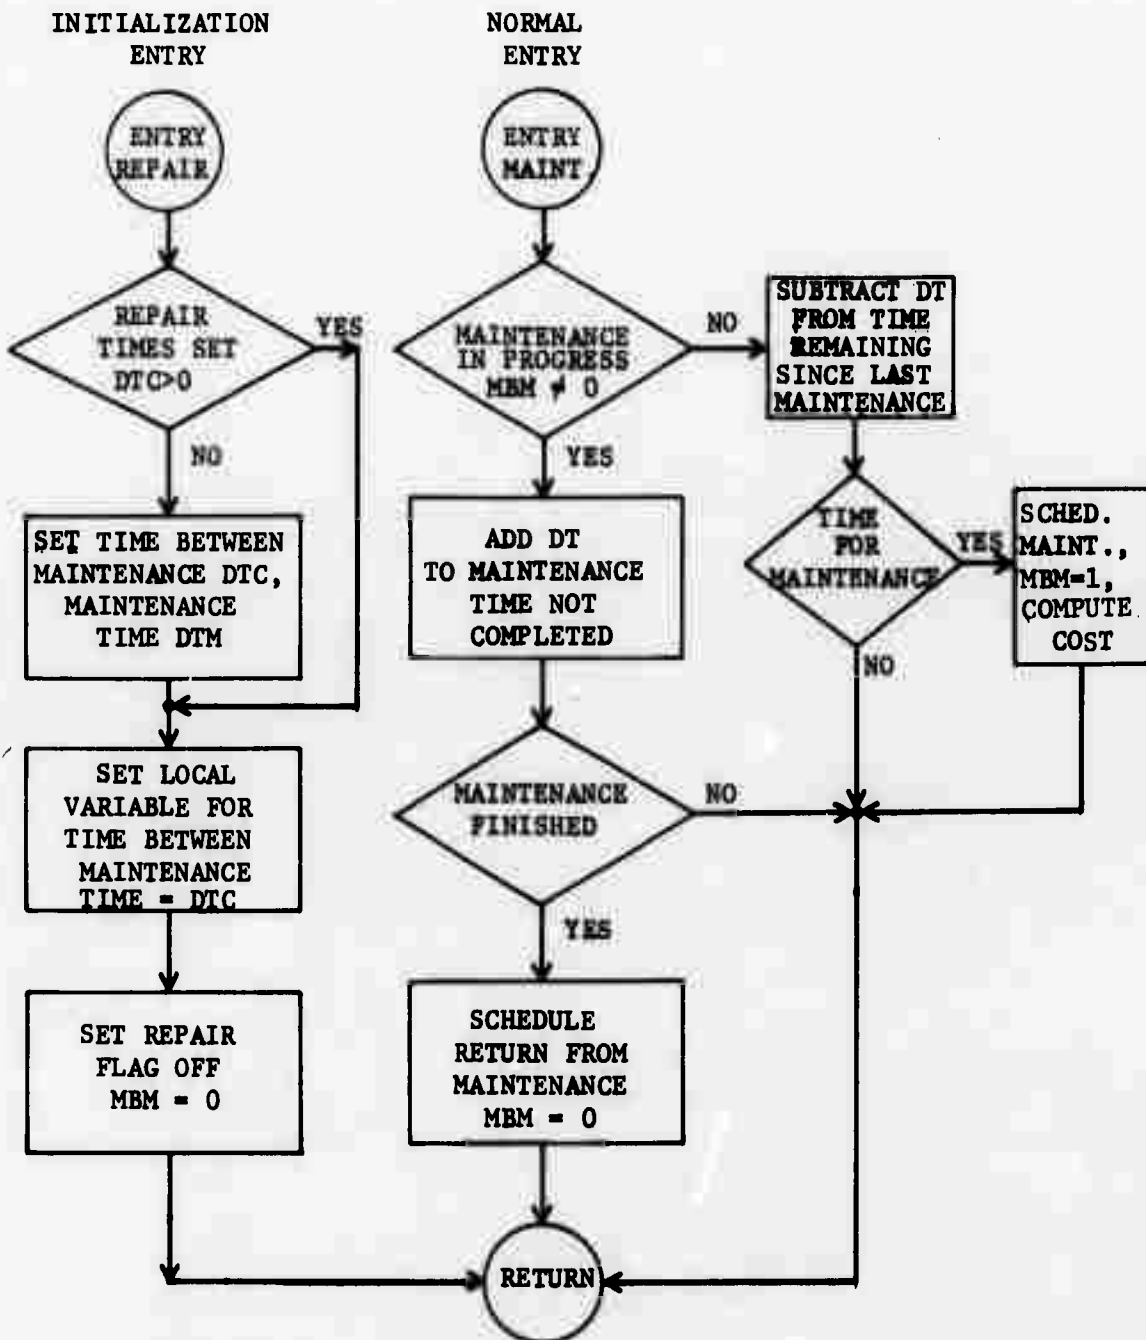 INITIALIZATION
ENTRY
ENTRY
REPAIR
REPAIR
TIMES SET
DTC>0
YES
NO
SET TIME BETWEEN
MAINTENANCE DTC,
MAINTENANCE
TIME DTM
SET LOCAL
VARIABLE FOR
TIME BETWEEN
MAINTENANCE
TIME = DTC
SET REPAIR
FLAG OFF
MBM = 0
NORMAL
ENTRY
ENTRY
MAINT
MAINTENANCE
IN PROGRESS
MBM ≠ 0
NO
YES
ADD DT
TO MAINTENANCE
TIME NOT
COMPLETED
MAINTENANCE
FINISHED
NO
YES
SCHEDULE
RETURN FROM
MAINTENANCE
MBM = 0
RETURN
SUBTRACT DT
FROM TIME
REMAINING
SINCE LAST
MAINTENANCE
TIME
FOR
MAINTENANCE
YES
NO
SCHED.
MAINT.,
MBM=1,
COMPUTE
COST